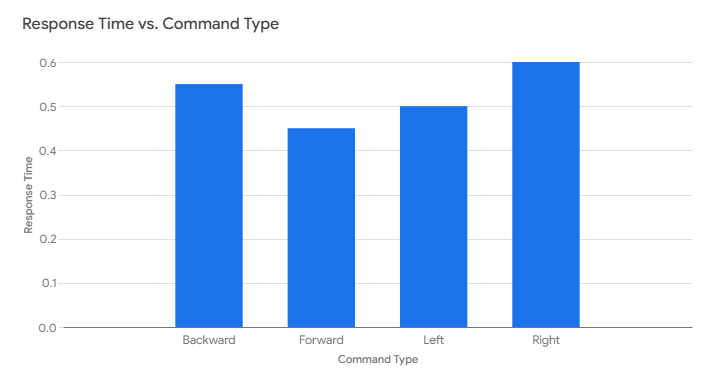 Response Time vs. Command Type
0.6
0.5
0.4
0.3
0.2
0.1
0.0
Response Time
Backward
Forward
Left
Right
Command Type